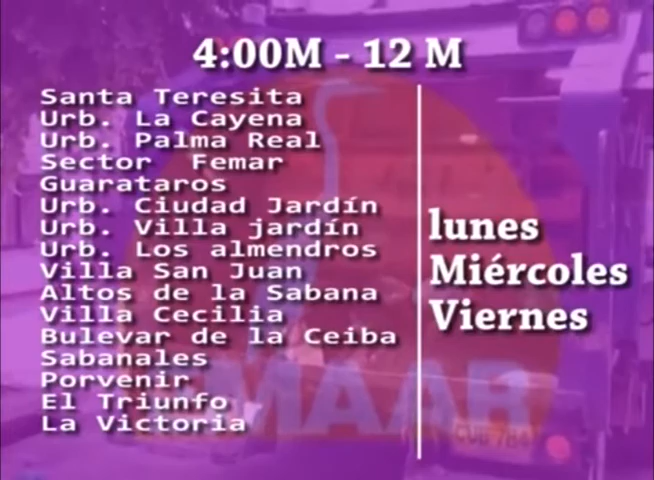 4:00M - 12 M
Santa Teresita
Urb. La Cayena
Urb. Palma Real
Sector Femar
Guarataros
Urb. Ciudad Jardín
Urb. Villa jardín
Urb. Los almendros
Villa San Juan
Altos de la Sabana
Villa Cecilia
Bulevar de la Ceiba
Sabanales
Porvenir
El Triunfo
La Victoria
lunes
Miércoles
Viernes
MAAR